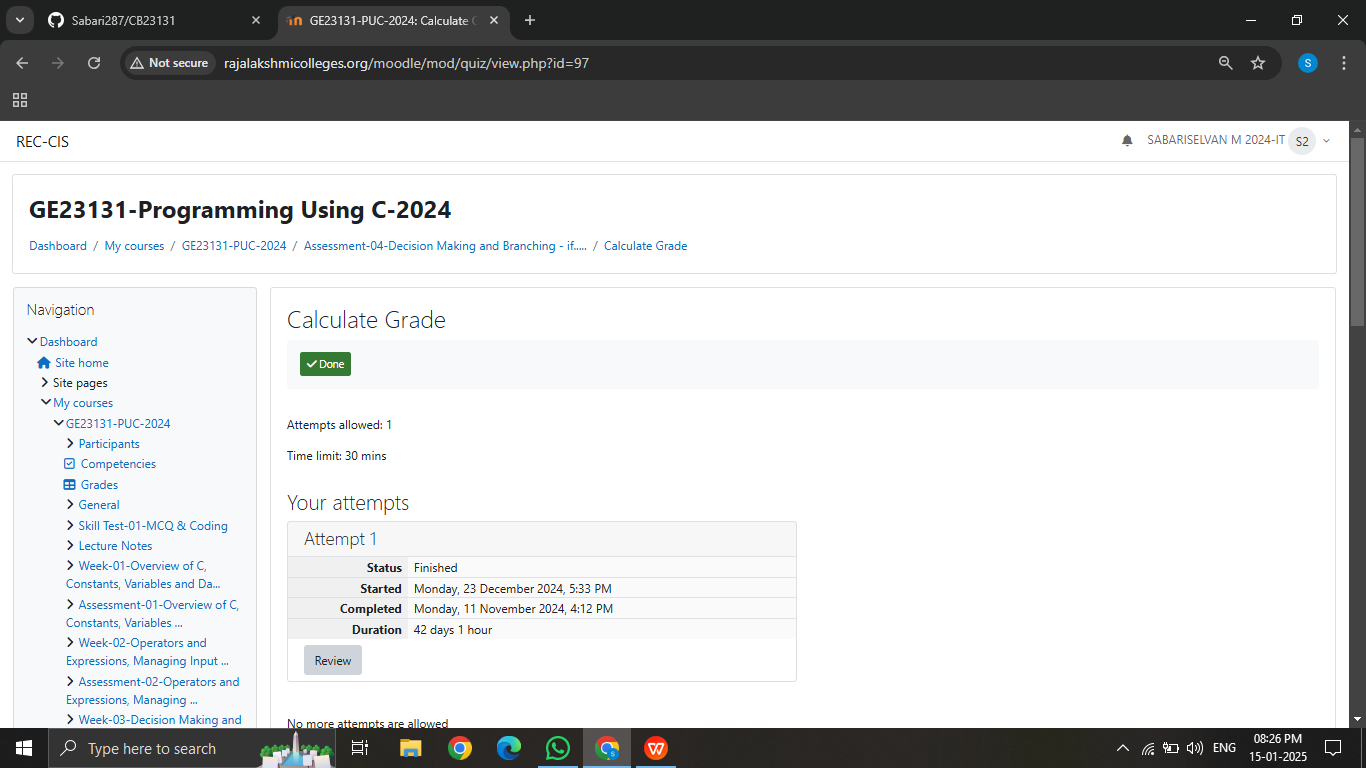 Sabari287/CB23131
GE23131-PUC-2024: Calculate G
Not secure
rajalakshmicolleges.org/moodle/mod/quiz/view.php?id=97
S
REC-CIS
SABARISELVAN M 2024-IT
S2
GE23131-Programming Using C-2024
Dashboard / My courses / GE23131-PUC-2024 / Assessment-04-Decision Making and Branching - if..... / Calculate Grade
Navigation
Dashboard
Site home
Site pages
My courses
GE23131-PUC-2024
Participants
Competencies
Grades
General
Skill Test-01-MCQ & Coding
Lecture Notes
Week-01-Overview of C,
Constants, Variables and Da...
Assessment-01-Overview of C,
Constants, Variables ...
Week-02-Operators and
Expressions, Managing Input ...
Assessment-02-Operators and
Expressions, Managing ...
Week-03-Decision Making and
Calculate Grade
Done
Attempts allowed: 1
Time limit: 30 mins
Your attempts
Attempt 1
Status Finished
Started Monday, 23 December 2024, 5:33 PM
Completed Monday, 11 November 2024, 4:12 PM
Duration 42 days 1 hour
Review
No more attempts are allowed
Type here to search
ENG
08:26 PM
15-01-2025